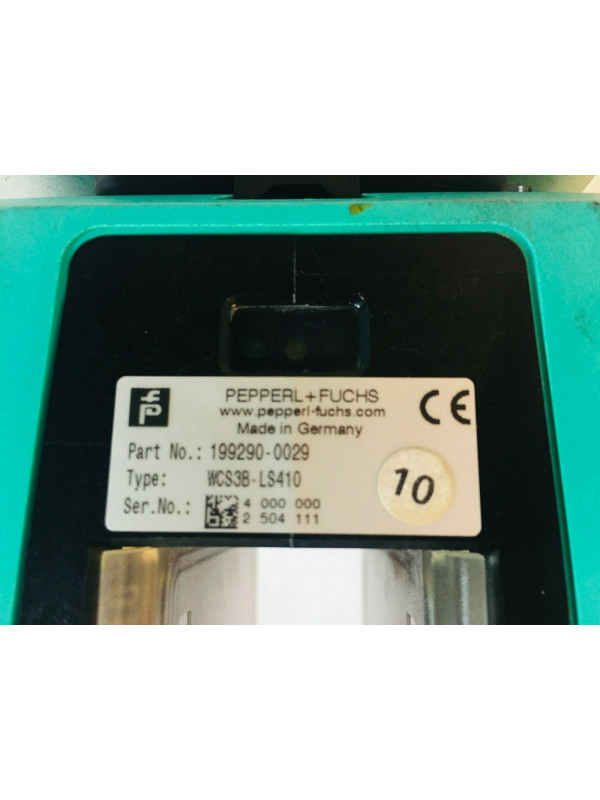 PEPPERL+FUCHS
www.pepperl-fuchs.com
Made in Germany
CE
Part No.: 199290-0029
Type: WCS3B-LS410
Ser.No.: 4 000 000
2 504 111
10